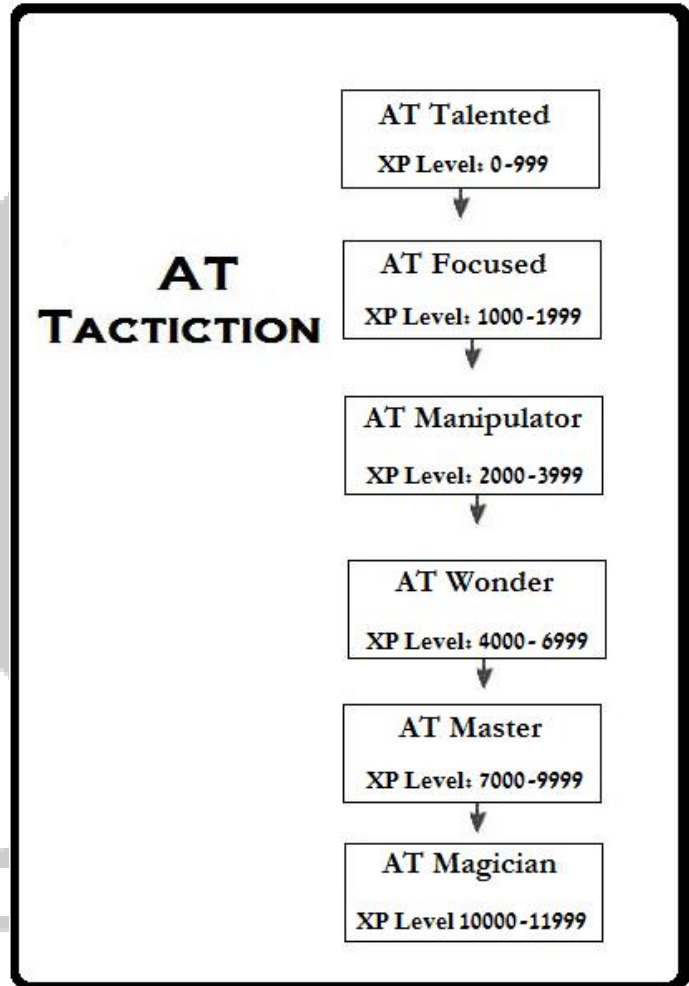 AT Talented
XP Level: 0-999
AT
TACTICTION
AT Focused
XP Level: 1000-1999
AT Manipulator
XP Level: 2000-3999
AT Wonder
XP Level: 4000- 6999
AT Master
XP Level: 7000-9999
AT Magician
XP Level 10000-11999